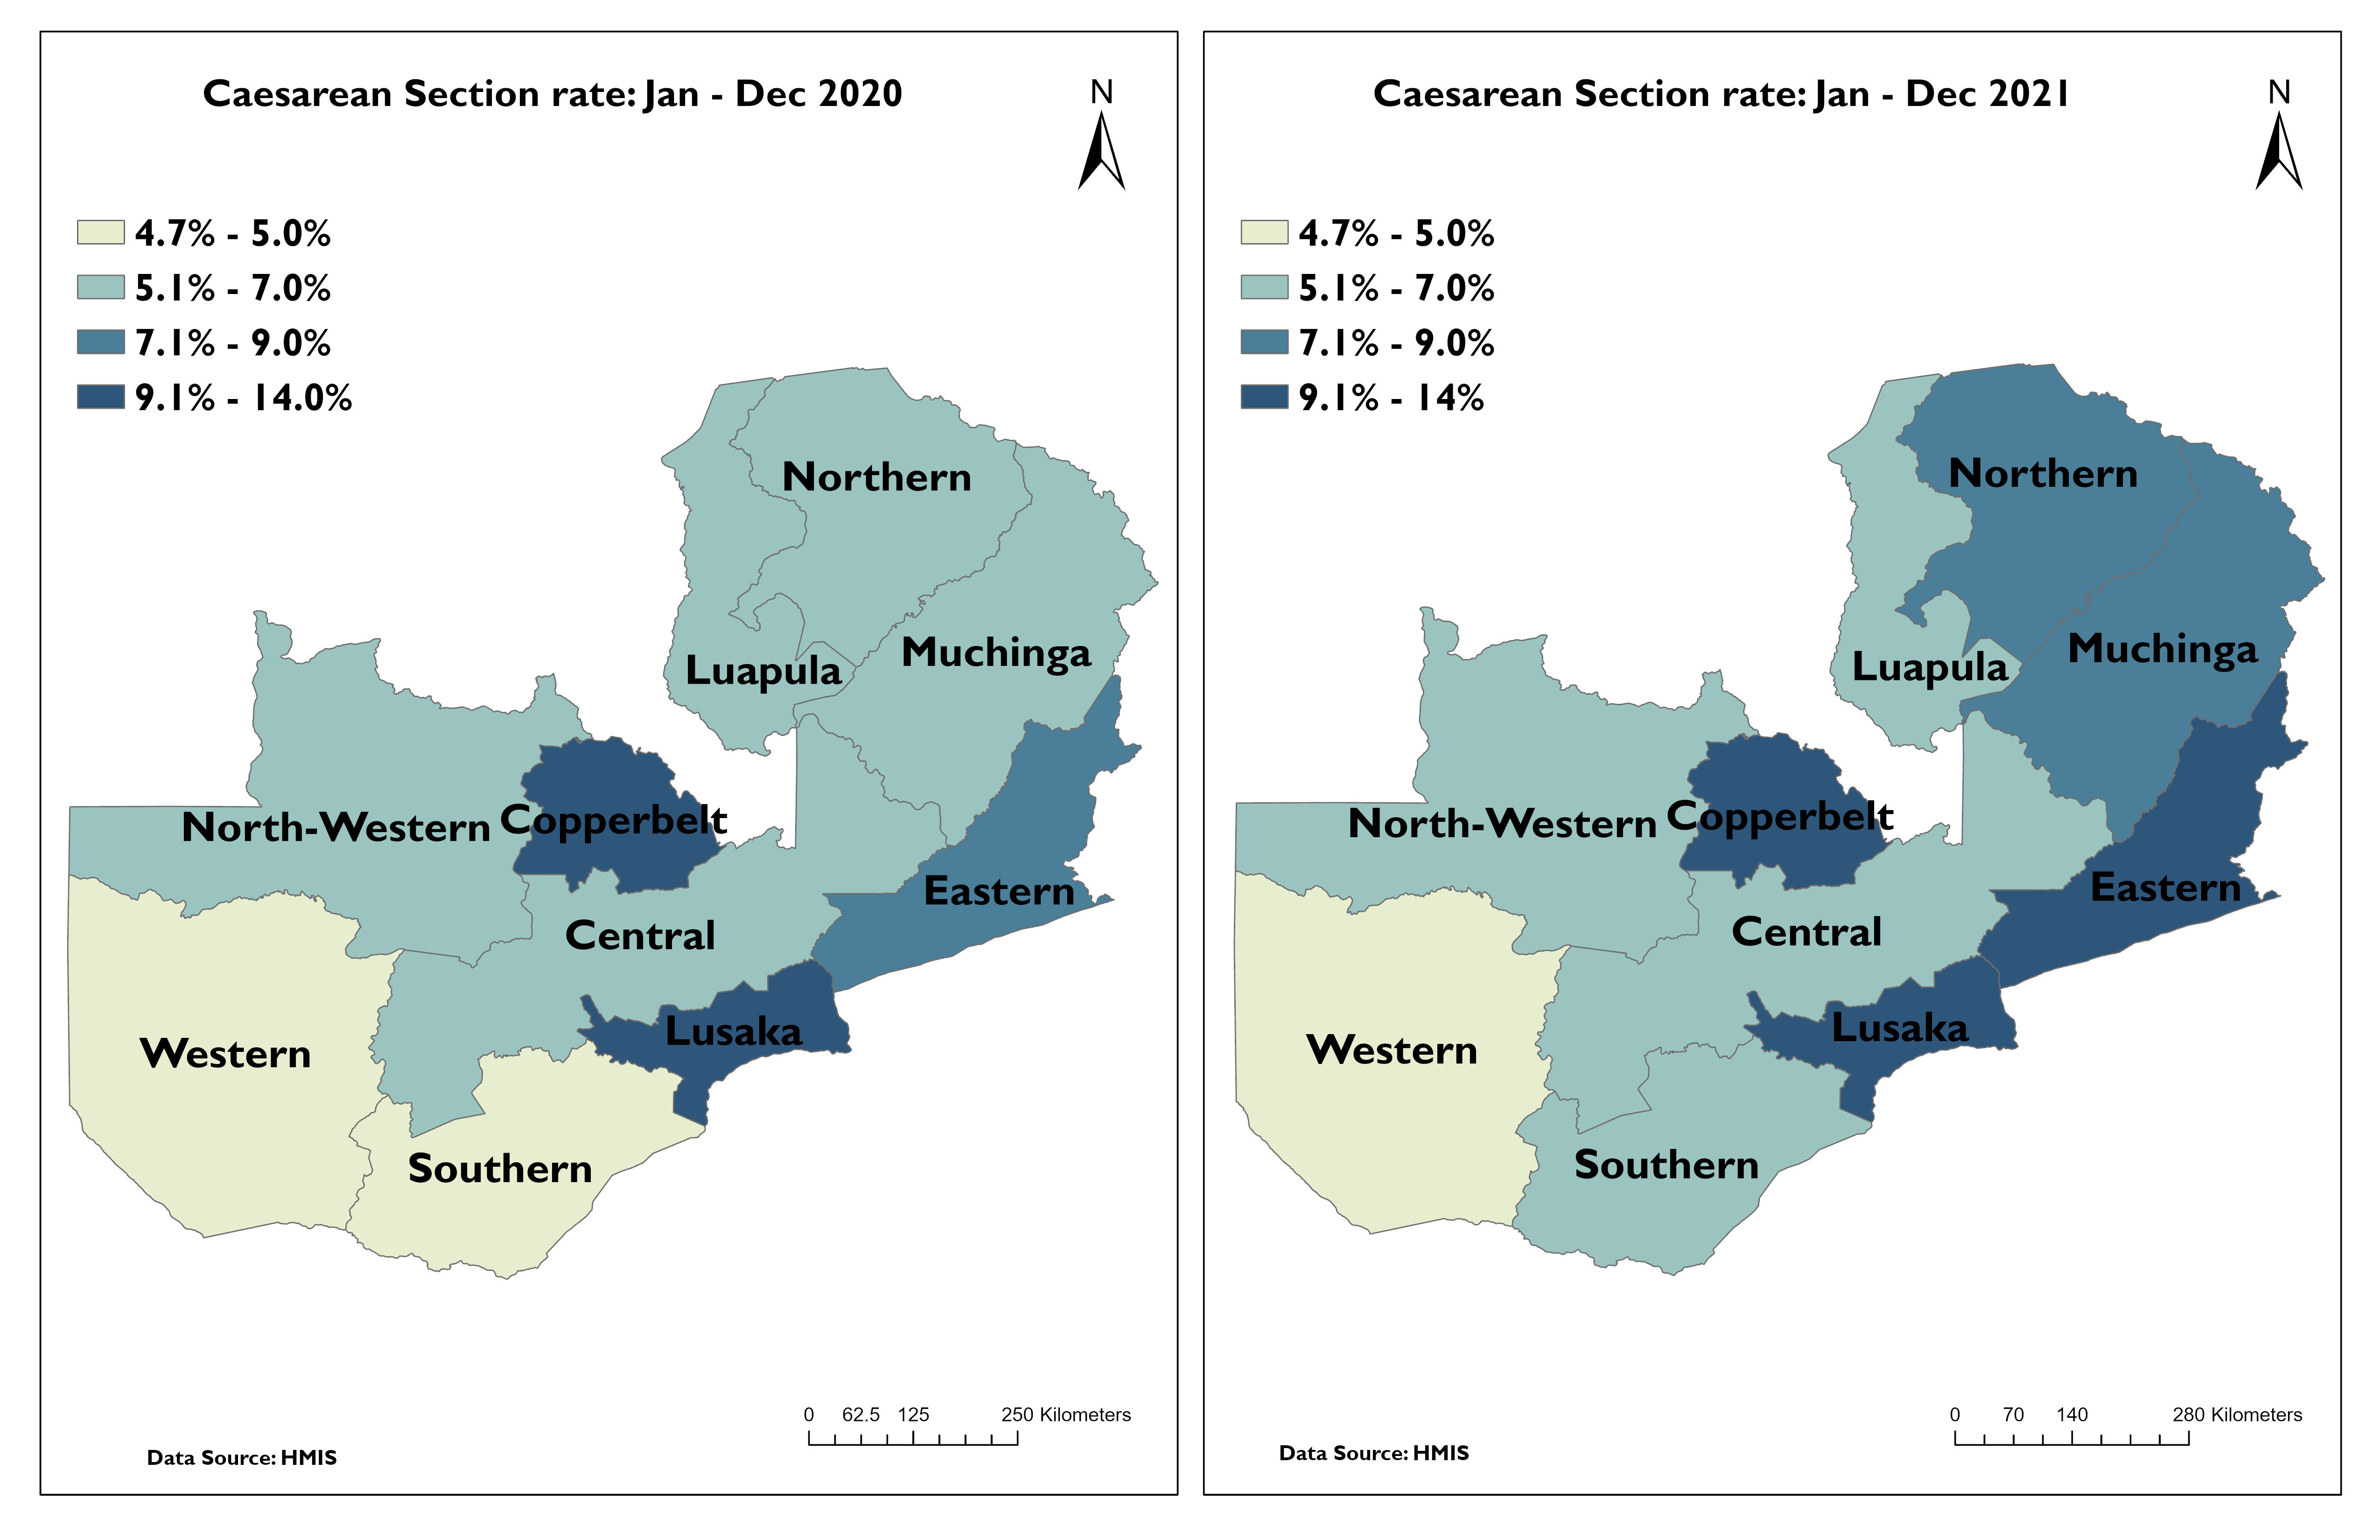 Caesarean Section rate: Jan - Dec 2020
N
4.7% - 5.0%
5.1% - 7.0%
7.1% - 9.0%
9.1% - 14.0%
Northern
Muchinga
Luapula
North-Western
Copperbelt
Eastern
Central
Lusaka
Western
Southern
0 62.5 125 250 Kilometers
Data Source: HMIS
Caesarean Section rate: Jan - Dec 2021
N
4.7% - 5.0%
5.1% - 7.0%
7.1% - 9.0%
9.1% - 14%
Northern
Muchinga
Luapula
North-Western
Copperbelt
Eastern
Central
Lusaka
Western
Southern
0 70 140 280 Kilometers
Data Source: HMIS